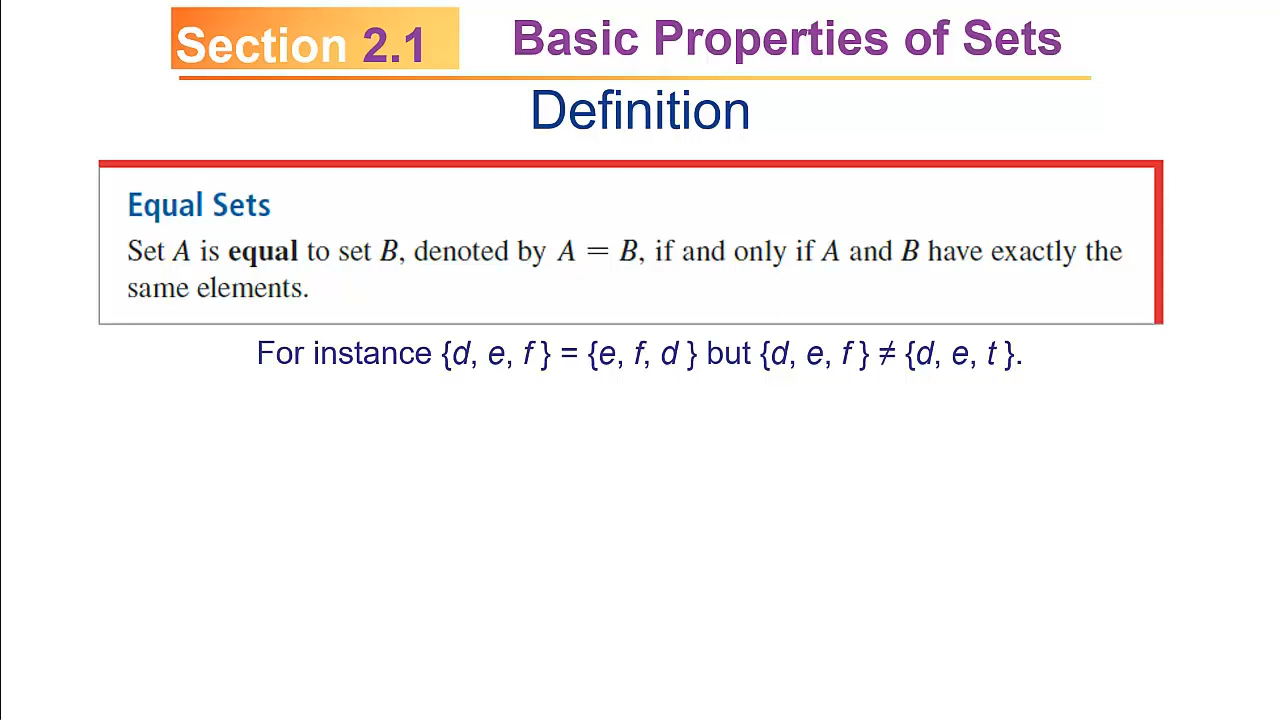 Section 2.1
Basic Properties of Sets
Definition
Equal Sets
Set A is equal to set B, denoted by A = B, if and only if A and B have exactly the
same elements.
For instance {d, e, f } = {e, f, d } but {d, e, f } ≠ {d, e, t }.